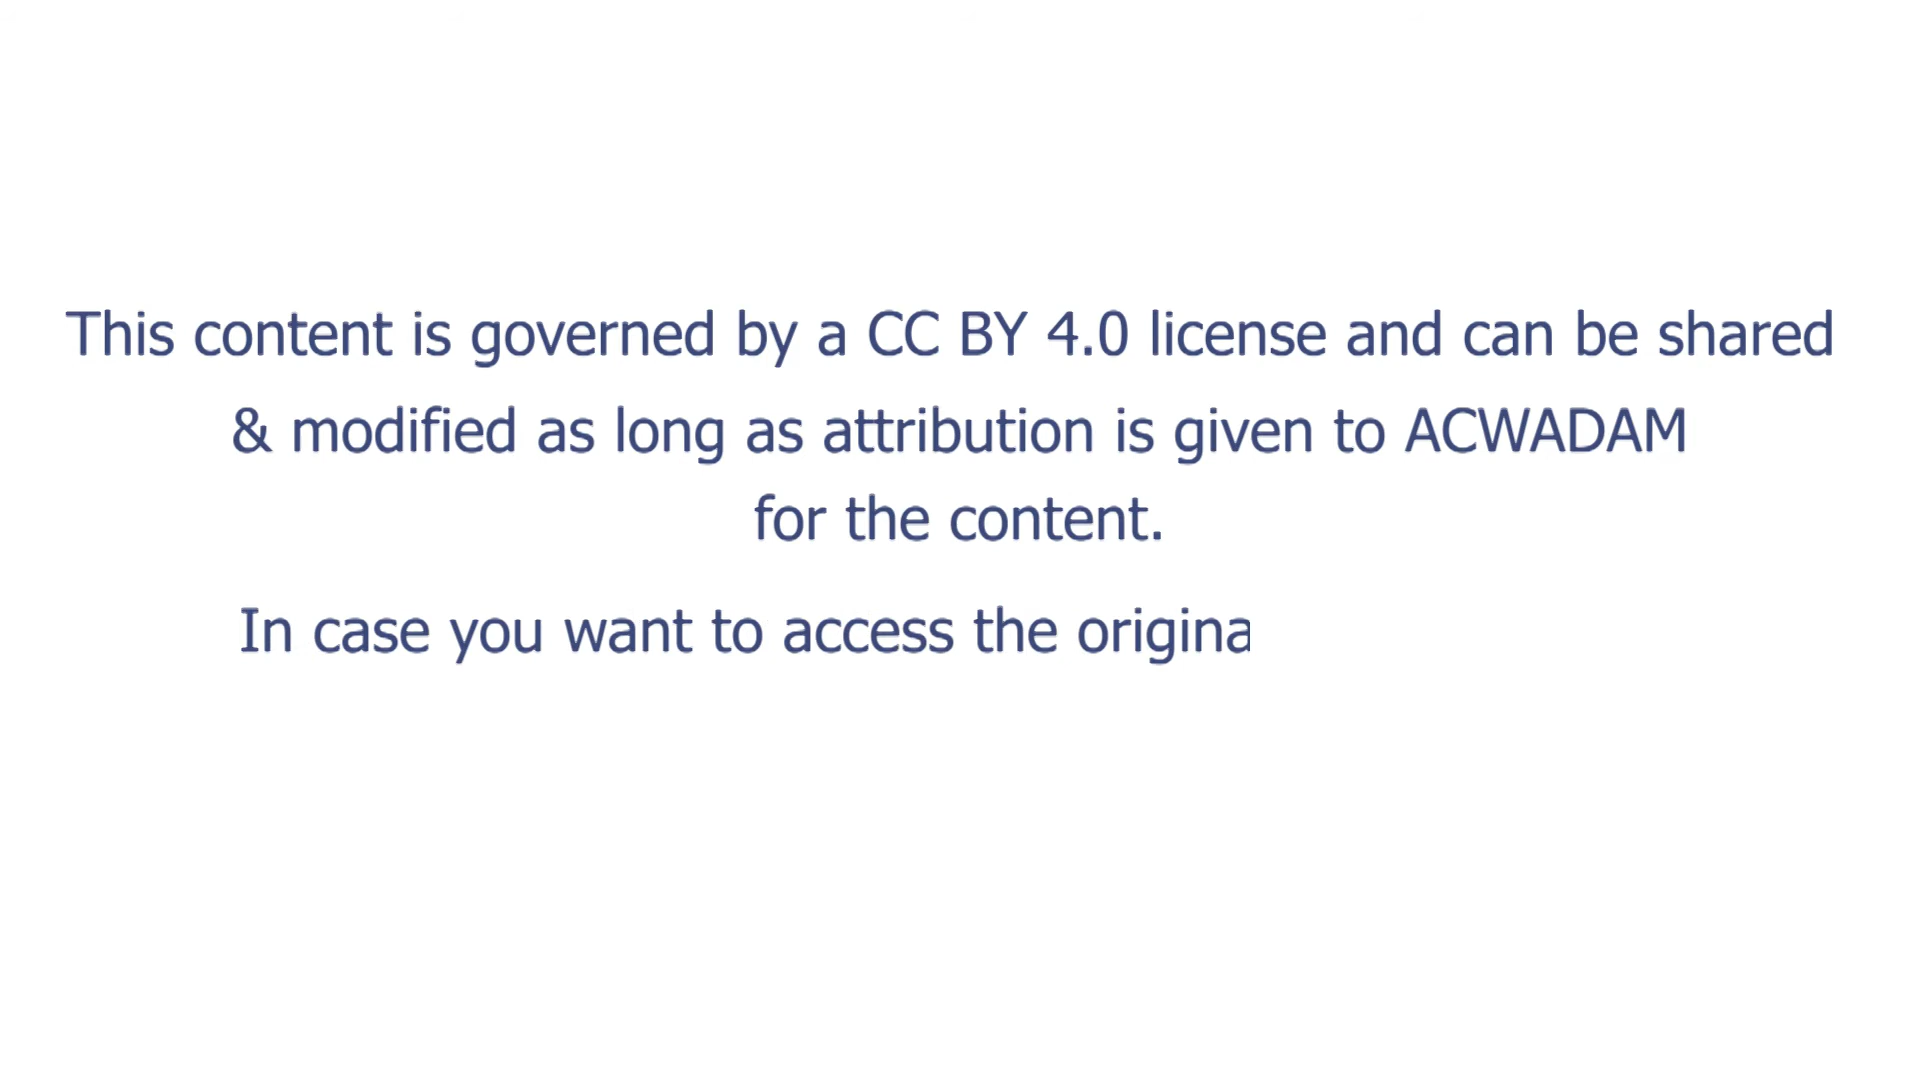 This content is governed by a CC BY 4.0 license and can be shared
& modified as long as attribution is given to ACWADAM
for the content.
In case you want to access the origina